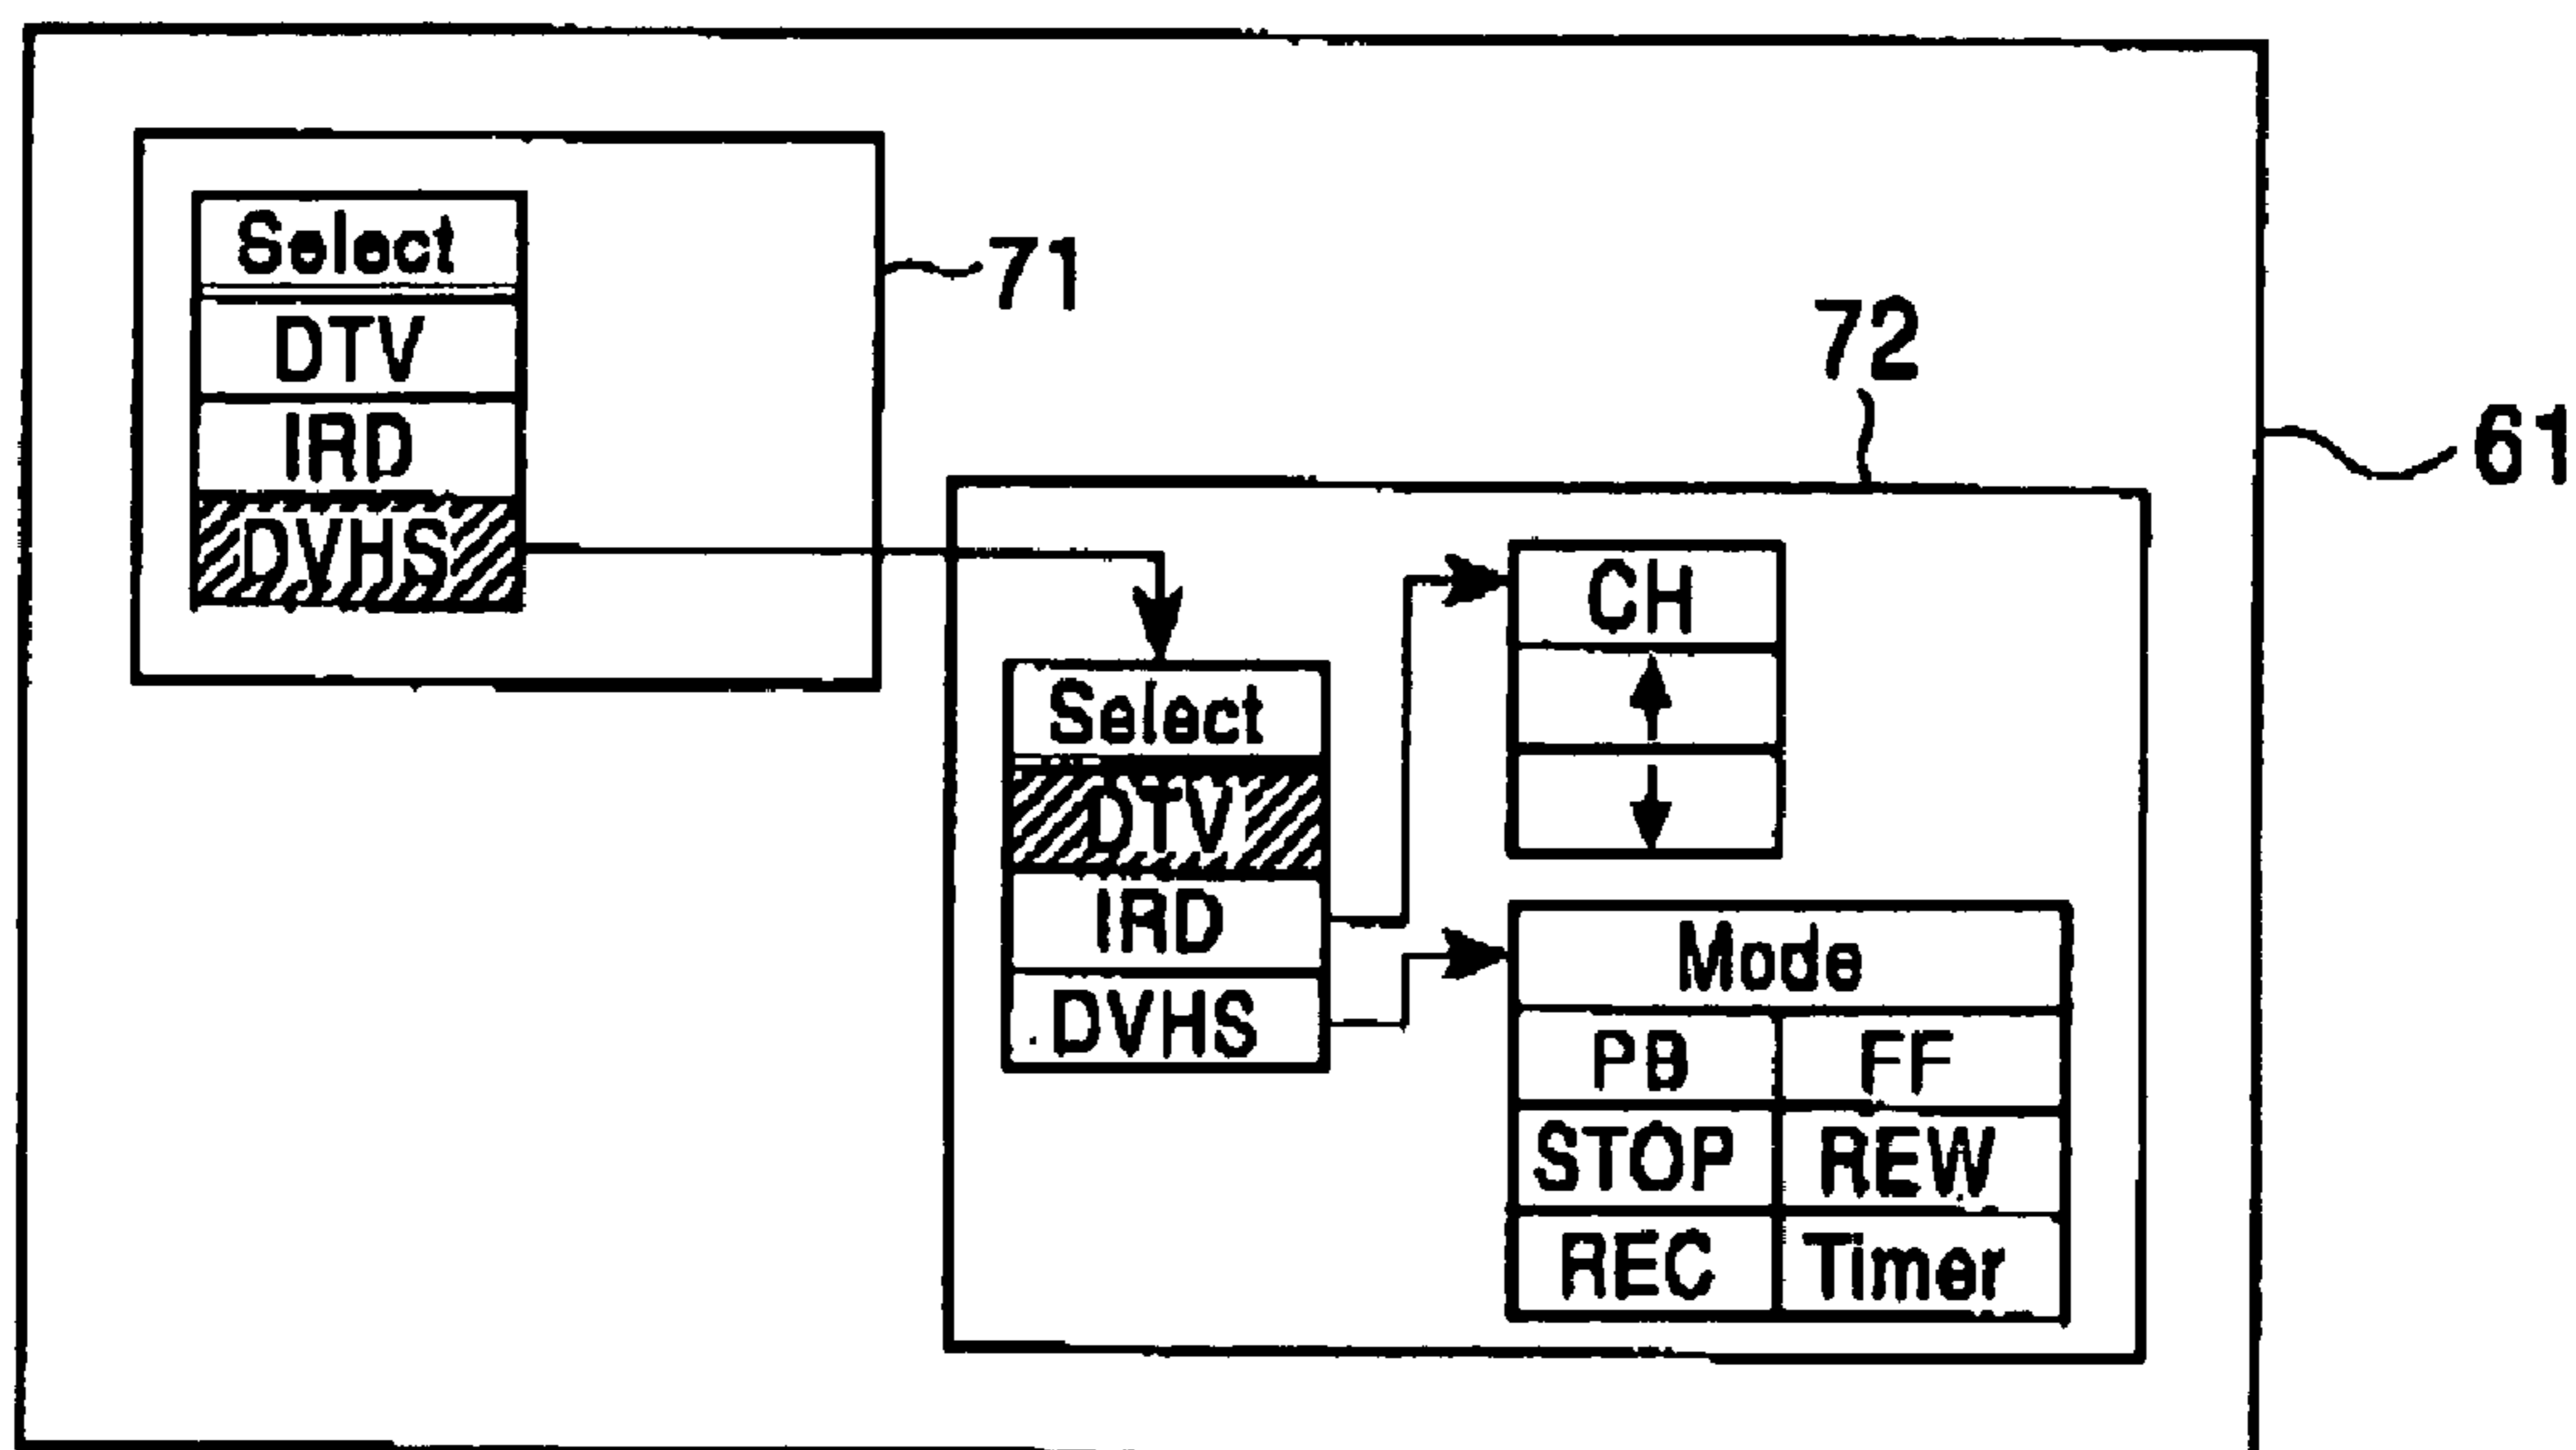 Select
DTV
IRD
DVHS
71
72
61
Select
DTV
IRD
DVHS
CH
Mode
PB FF
STOP REW
REC Timer